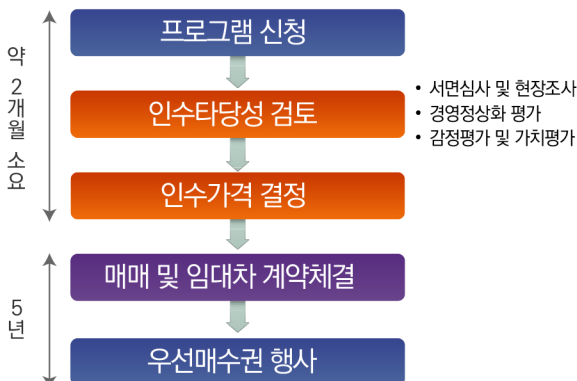 약 2개월 소요
프로그램 신청
인수타당성 검토
• 서면심사 및 현장조사
• 경영정상화 평가
• 감정평가 및 가치평가
인수가격 결정
5년
매매 및 임대차 계약체결
우선매수권 행사